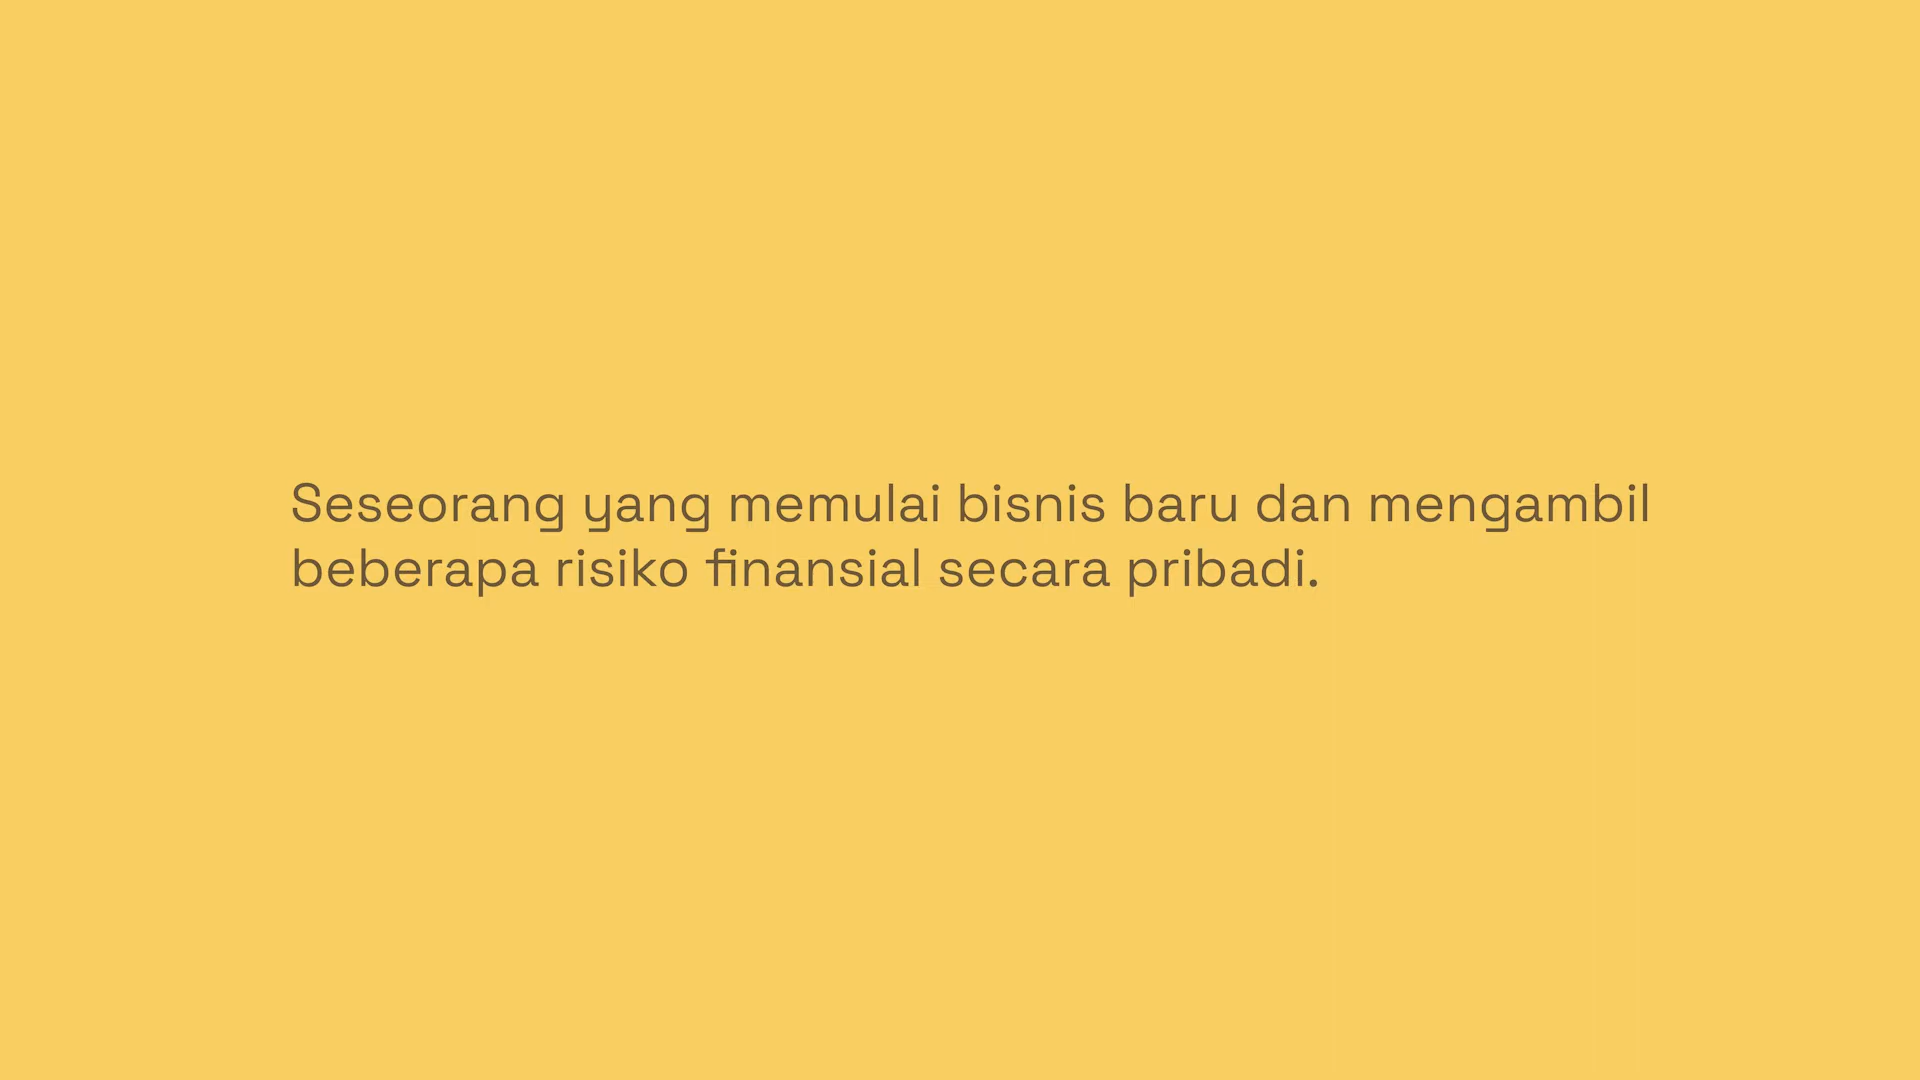 Seseorang yang memulai bisnis baru dan mengambil
beberapa risiko finansial secara pribadi.